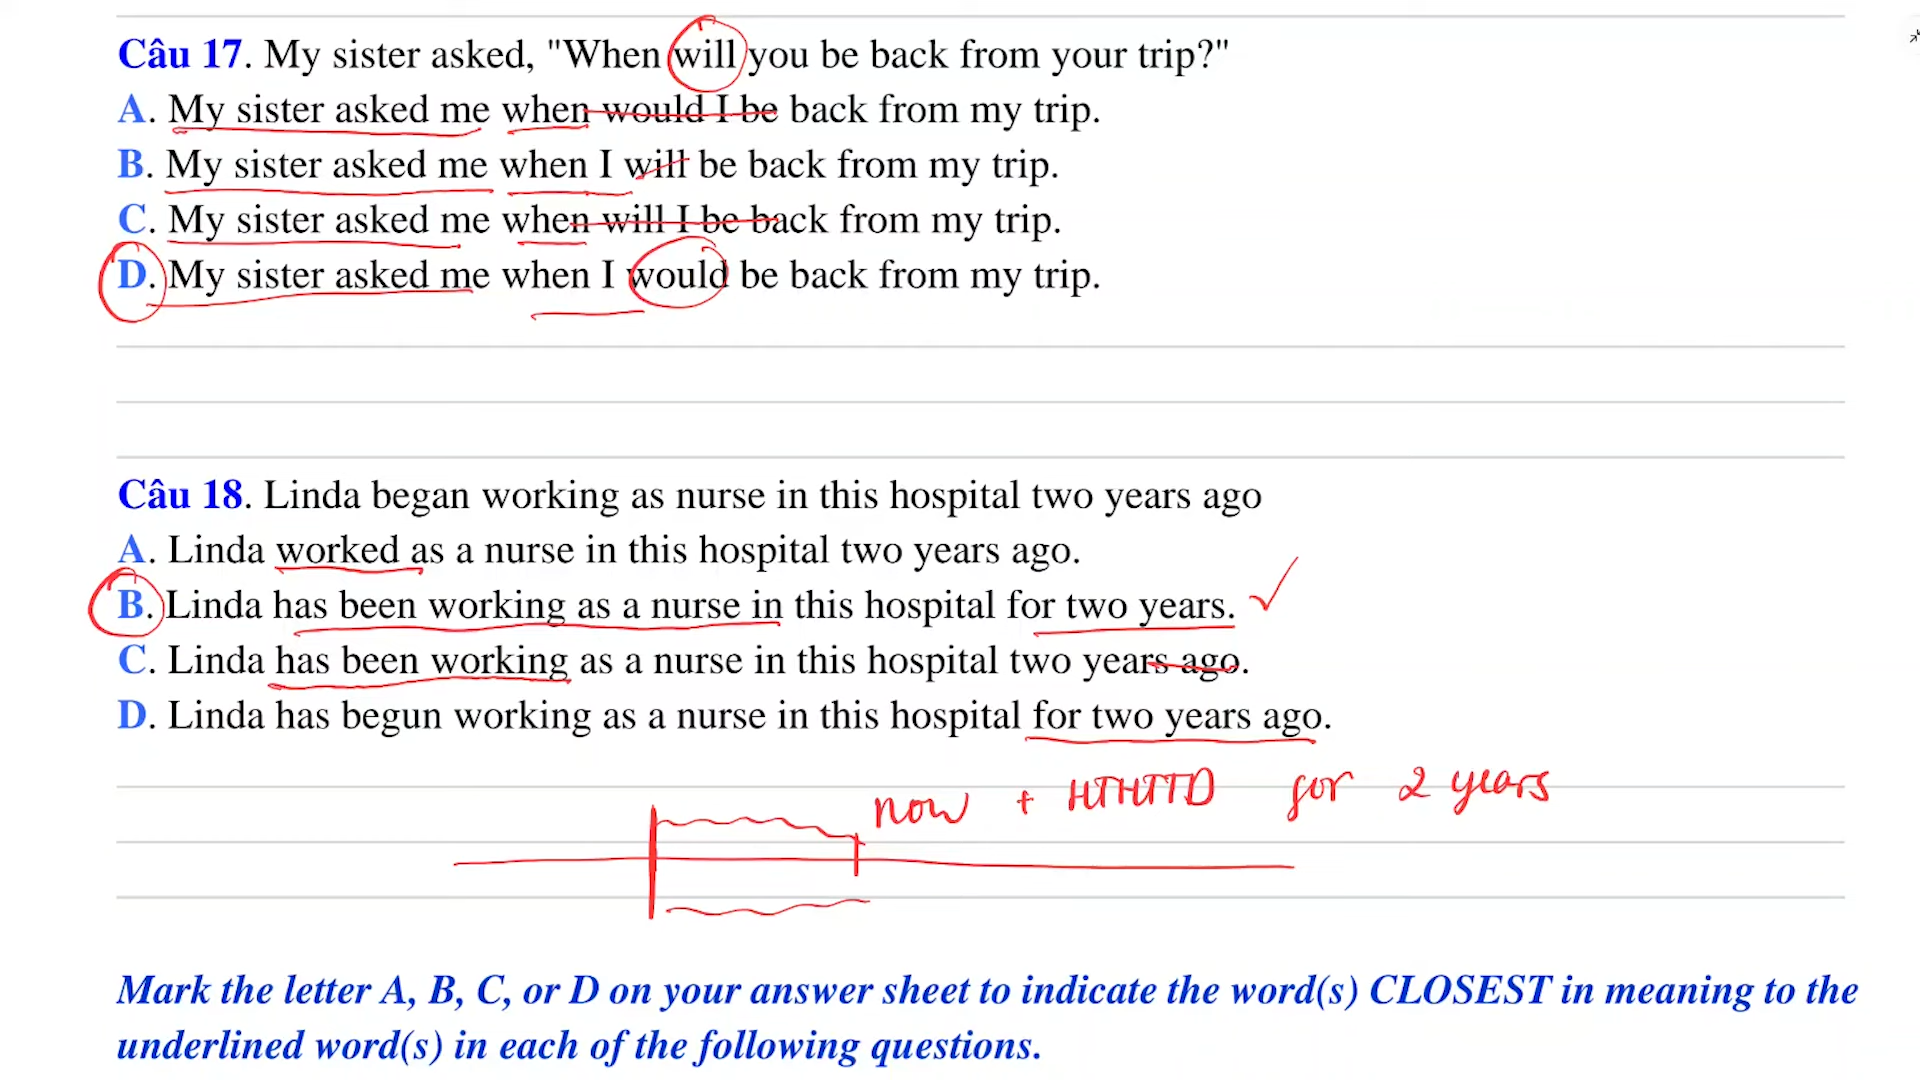 Câu 17. My sister asked, "When will you be back from your trip?"
A. My sister asked me when would I be back from my trip.
B. My sister asked me when I will be back from my trip.
C. My sister asked me when will I be back from my trip.
D. My sister asked me when I would be back from my trip.
Câu 18. Linda began working as nurse in this hospital two years ago
A. Linda worked as a nurse in this hospital two years ago.
B. Linda has been working as a nurse in this hospital for two years.
C. Linda has been working as a nurse in this hospital two years ago.
D. Linda has begun working as a nurse in this hospital for two years ago.
now + HTHTTD for 2 years
Mark the letter A, B, C, or D on your answer sheet to indicate the word(s) CLOSEST in meaning to the
underlined word(s) in each of the following questions.